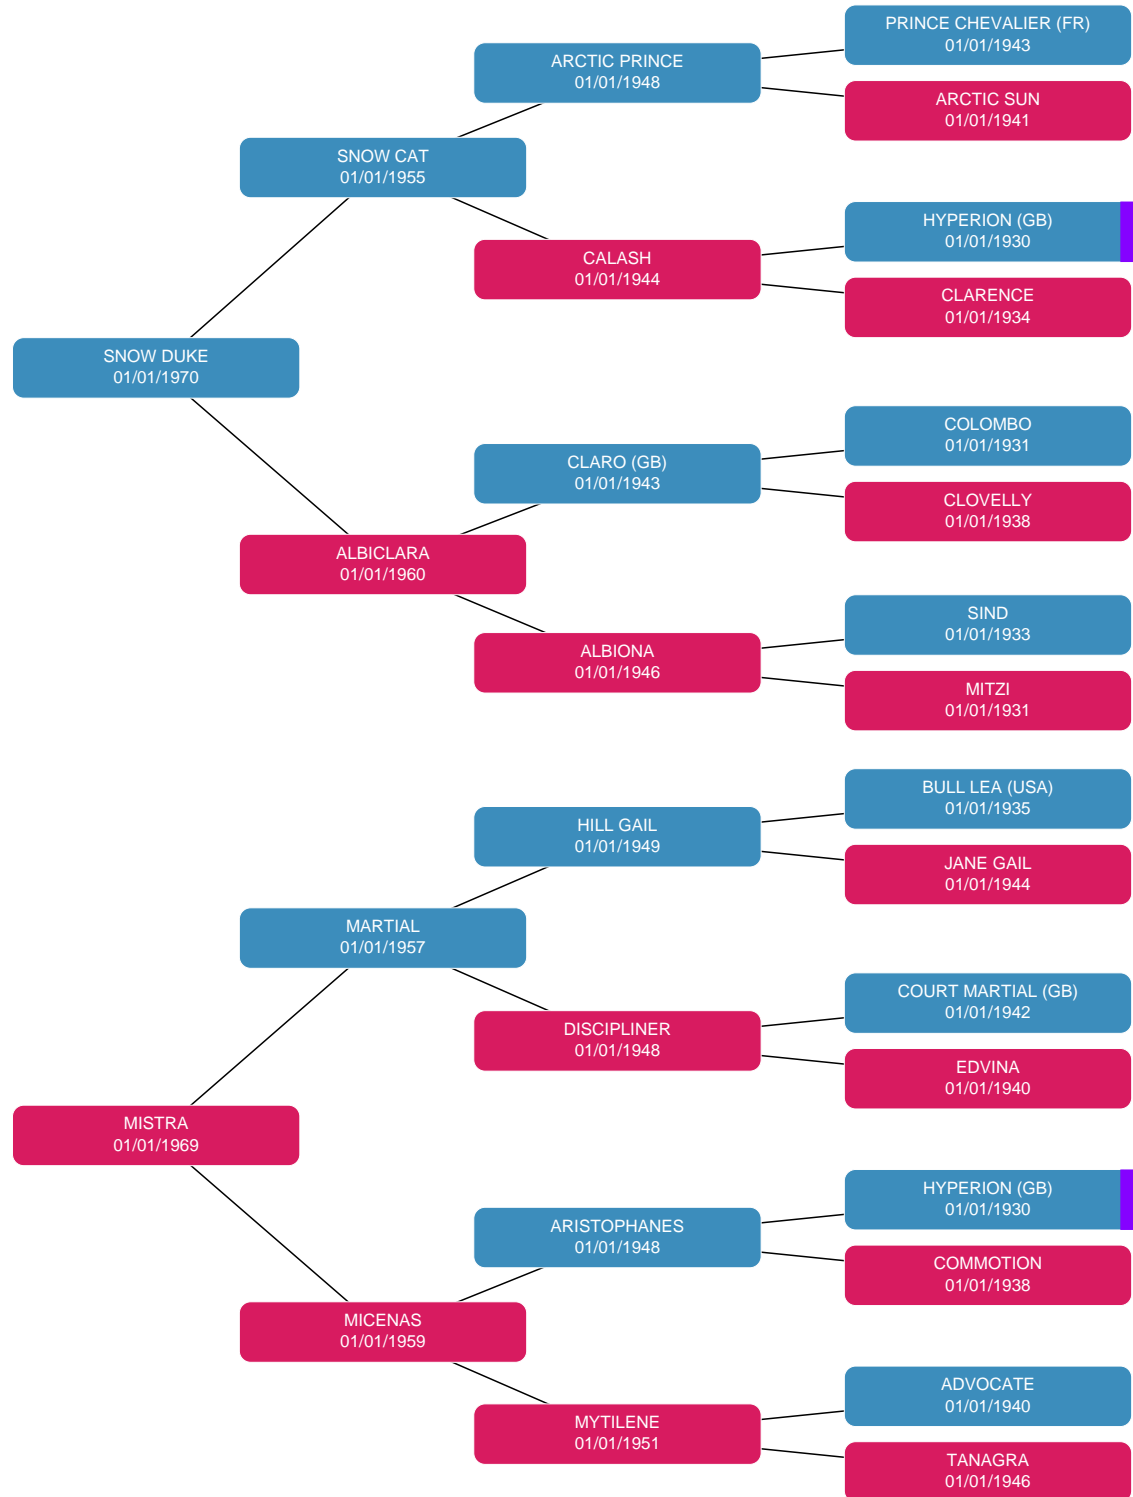 PRINCE CHEVALIER (FR)
01/01/1943
ARCTIC PRINCE
01/01/1948
ARCTIC SUN
01/01/1941
SNOW CAT
01/01/1955
HYPERION (GB)
01/01/1930
CALASH
01/01/1944
CLARENCE
01/01/1934
SNOW DUKE
01/01/1970
COLOMBO
01/01/1931
CLARO (GB)
01/01/1943
CLOVELLY
01/01/1938
ALBICLARA
01/01/1960
SIND
01/01/1933
ALBIONA
01/01/1946
MITZI
01/01/1931
BULL LEA (USA)
01/01/1935
HILL GAIL
01/01/1949
JANE GAIL
01/01/1944
MARTIAL
01/01/1957
COURT MARTIAL (GB)
01/01/1942
DISCIPLINER
01/01/1948
EDVINA
01/01/1940
MISTRA
01/01/1969
HYPERION (GB)
01/01/1930
ARISTOPHANES
01/01/1948
COMMOTION
01/01/1938
MICENAS
01/01/1959
ADVOCATE
01/01/1940
MYTILENE
01/01/1951
TANAGRA
01/01/1946